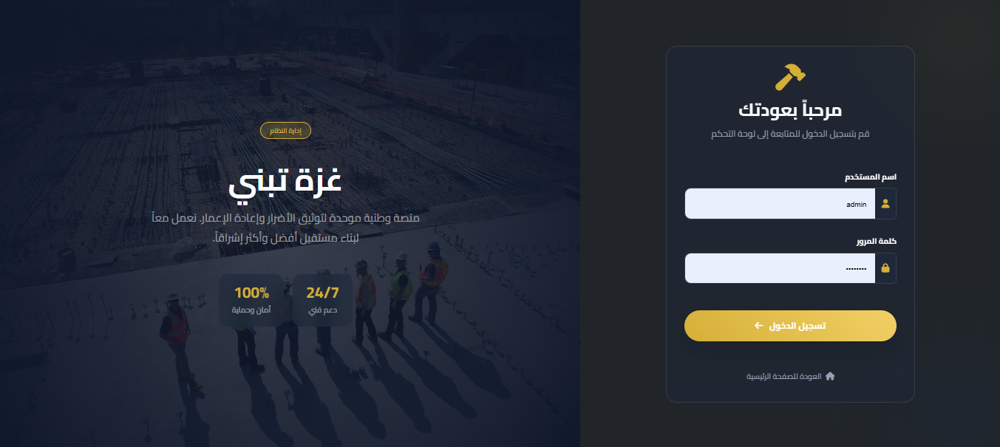 إدارة النظام
غزة تبني
منصة وطنية موحدة لتوثيق الأضرار وإعادة الإعمار. نعمل معاً
لبناء مستقبل أفضل وأكثر إشراقاً.
24/7
دعم فني
100%
أمان وحماية
مرحباً بعودتك
قم بتسجيل الدخول للمتابعة إلى لوحة التحكم
اسم المستخدم
admin
كلمة المرور
••••••••
تسجيل الدخول
العودة للصفحة الرئيسية